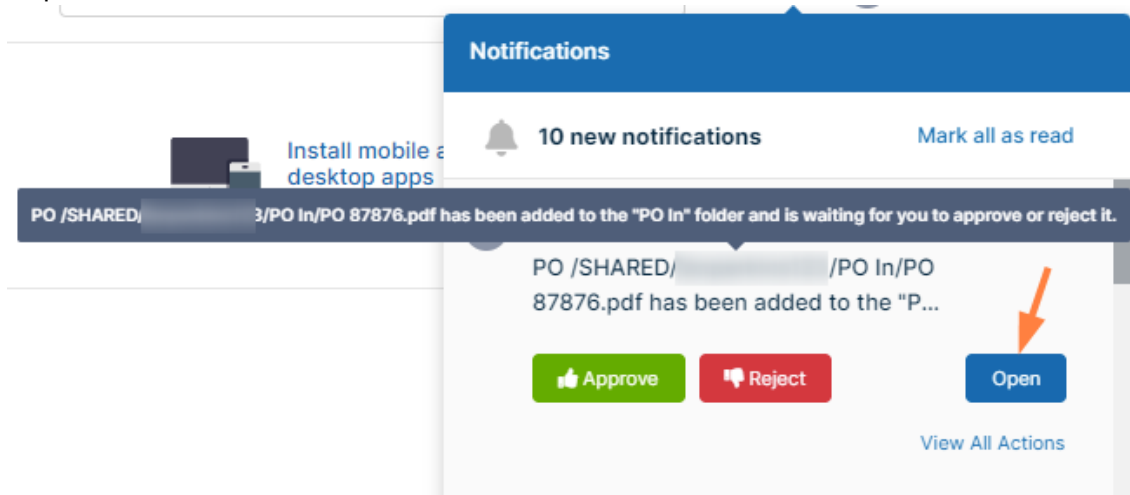 Notifications
10 new notifications
Mark all as read
Install mobile
desktop apps
PO /SHARED/ 3/PO In/PO 87876.pdf has been added to the "PO In" folder and is waiting for you to approve or reject it.
PO /SHARED/ /PO In/PO
87876.pdf has been added to the "P...
Approve
Reject
Open
View All Actions